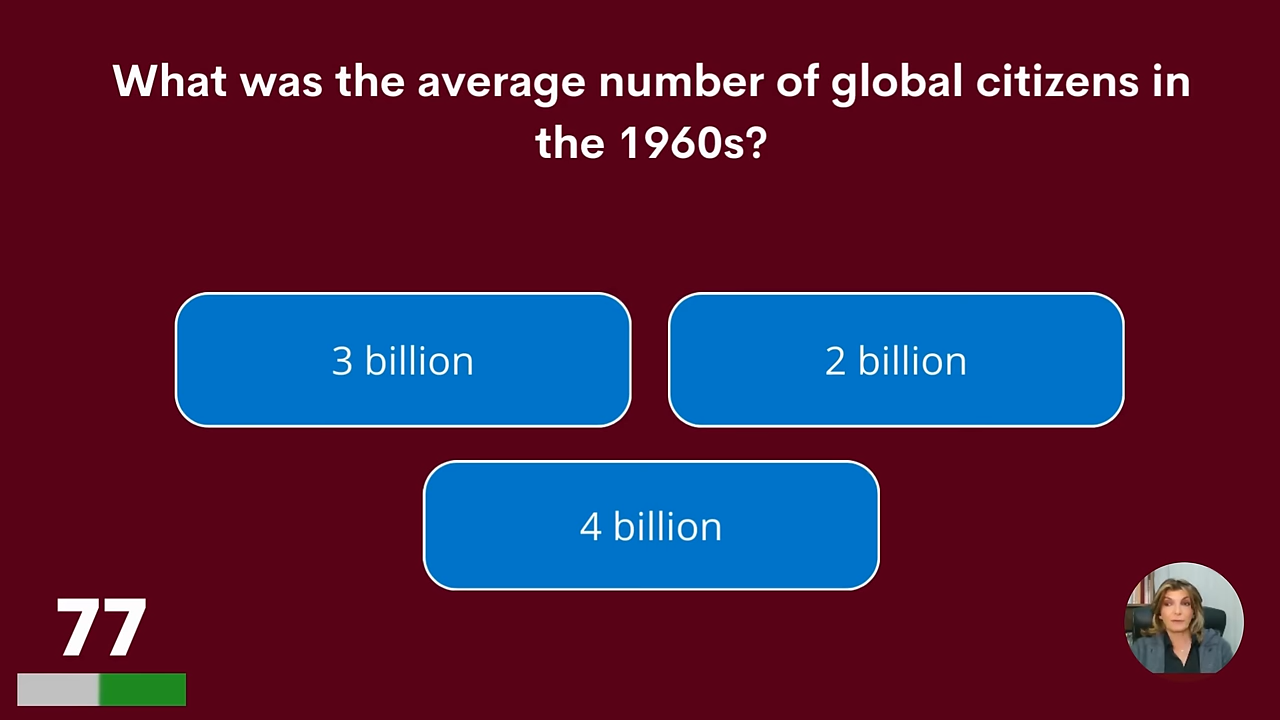 What was the average number of global citizens in
the 1960s?
3 billion
2 billion
4 billion
77